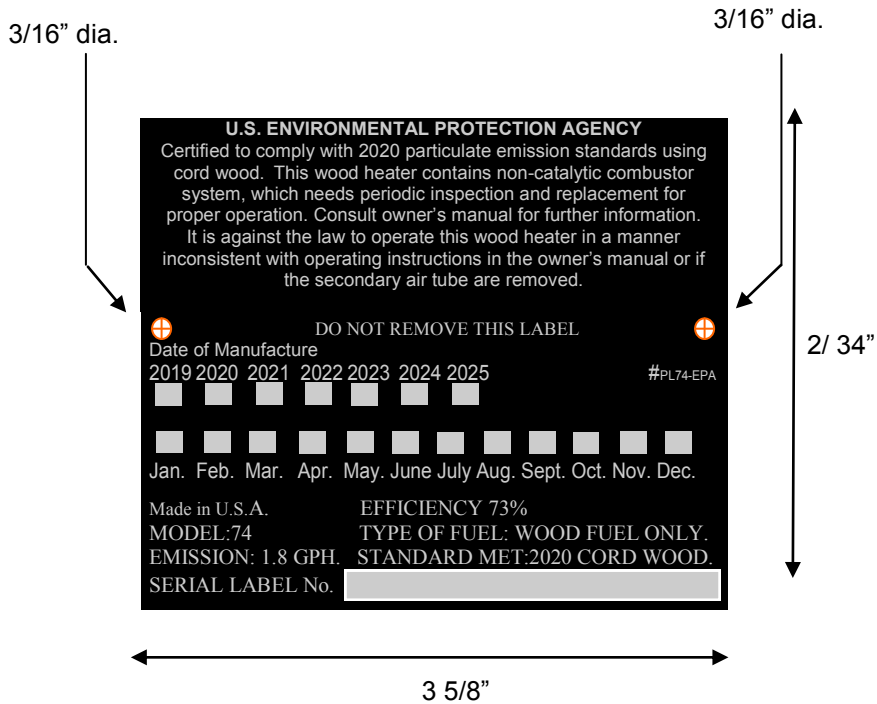 3/16” dia.
3/16” dia.
U.S. ENVIRONMENTAL PROTECTION AGENCY
Certified to comply with 2020 particulate emission standards using
cord wood. This wood heater contains non-catalytic combustor
system, which needs periodic inspection and replacement for
proper operation. Consult owner’s manual for further information.
It is against the law to operate this wood heater in a manner
inconsistent with operating instructions in the owner’s manual or if
the secondary air tube are removed.
DO NOT REMOVE THIS LABEL
2/ 34”
Date of Manufacture
2019 2020 2021 2022 2023 2024 2025 #PL74-EPA
Jan. Feb. Mar. Apr. May. June July Aug. Sept. Oct. Nov. Dec.
Made in U.S.A. EFFICIENCY 73%
MODEL:74 TYPE OF FUEL: WOOD FUEL ONLY.
EMISSION: 1.8 GPH. STANDARD MET:2020 CORD WOOD.
SERIAL LABEL No.
3 5/8”